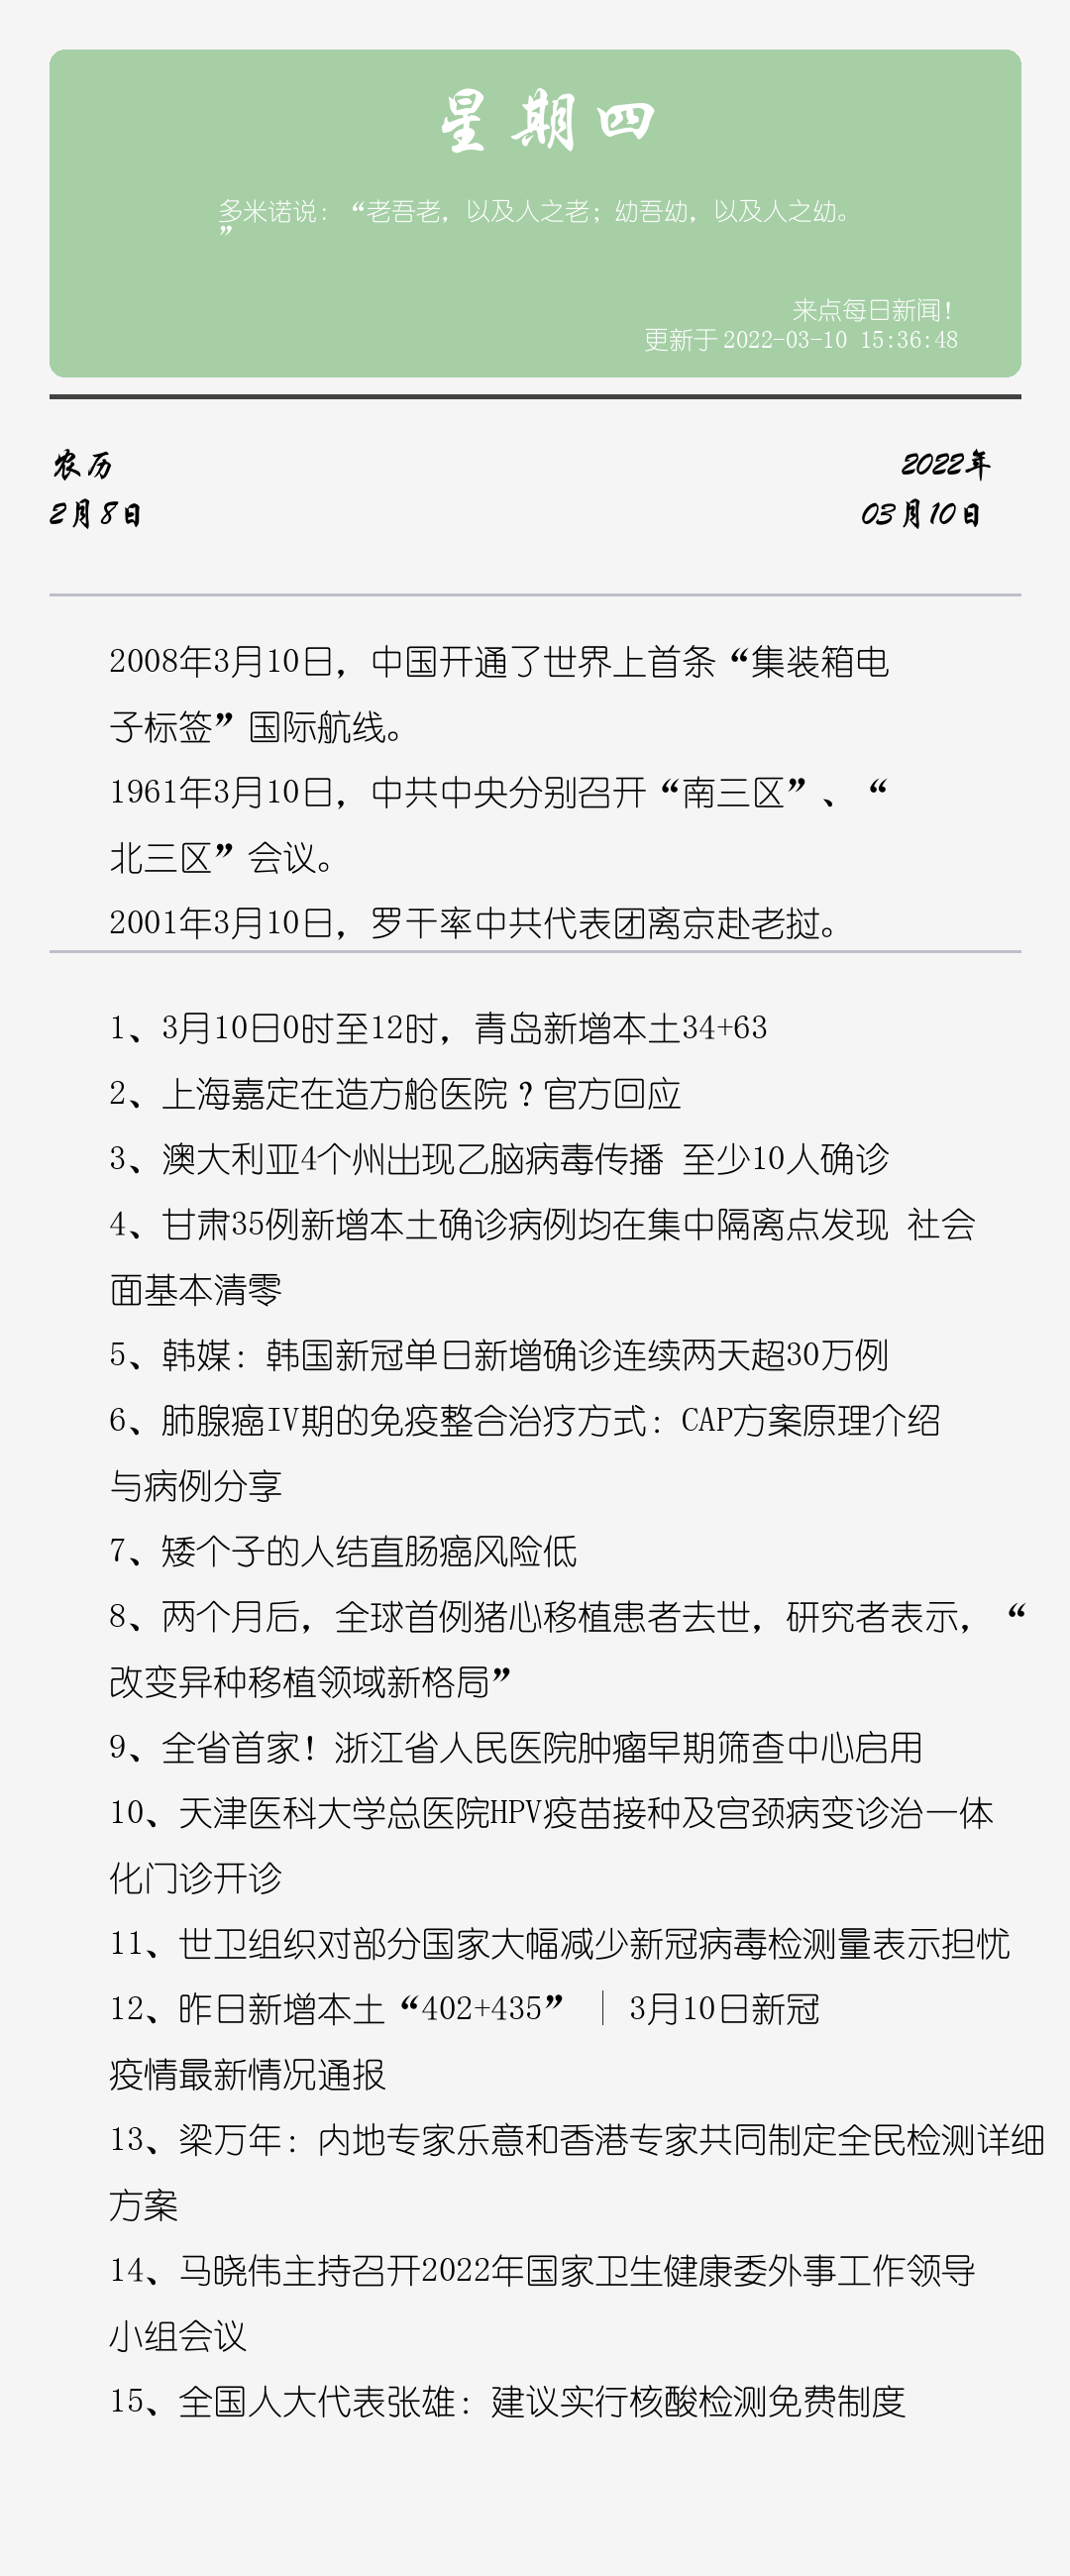 星期四
多米诺说：“老吾老，以及人之老；幼吾幼，以及人之幼。
”
来点每日新闻！
更新于2022-03-10 15:36:48
农历
2月8日
2022年
03月10日
2008年3月10日，中国开通了世界上首条“集装箱电
子标签”国际航线。
1961年3月10日，中共中央分别召开“南三区”、“
北三区”会议。
2001年3月10日，罗干率中共代表团离京赴老挝。
1、3月10日0时至12时，青岛新增本土34+63
2、上海嘉定在造方舱医院？官方回应
3、澳大利亚4个州出现乙脑病毒传播 至少10人确诊
4、甘肃35例新增本土确诊病例均在集中隔离点发现 社会
面基本清零
5、韩媒：韩国新冠单日新增确诊连续两天超30万例
6、肺腺癌IV期的免疫整合治疗方式：CAP方案原理介绍
与病例分享
7、矮个子的人结直肠癌风险低
8、两个月后，全球首例猪心移植患者去世，研究者表示，“
改变异种移植领域新格局”
9、全省首家！浙江省人民医院肿瘤早期筛查中心启用
10、天津医科大学总医院HPV疫苗接种及宫颈病变诊治一体
化门诊开诊
11、世卫组织对部分国家大幅减少新冠病毒检测量表示担忧
12、昨日新增本土“402+435” ｜ 3月10日新冠
疫情最新情况通报
13、梁万年：内地专家乐意和香港专家共同制定全民检测详细
方案
14、马晓伟主持召开2022年国家卫生健康委外事工作领导
小组会议
15、全国人大代表张雄：建议实行核酸检测免费制度